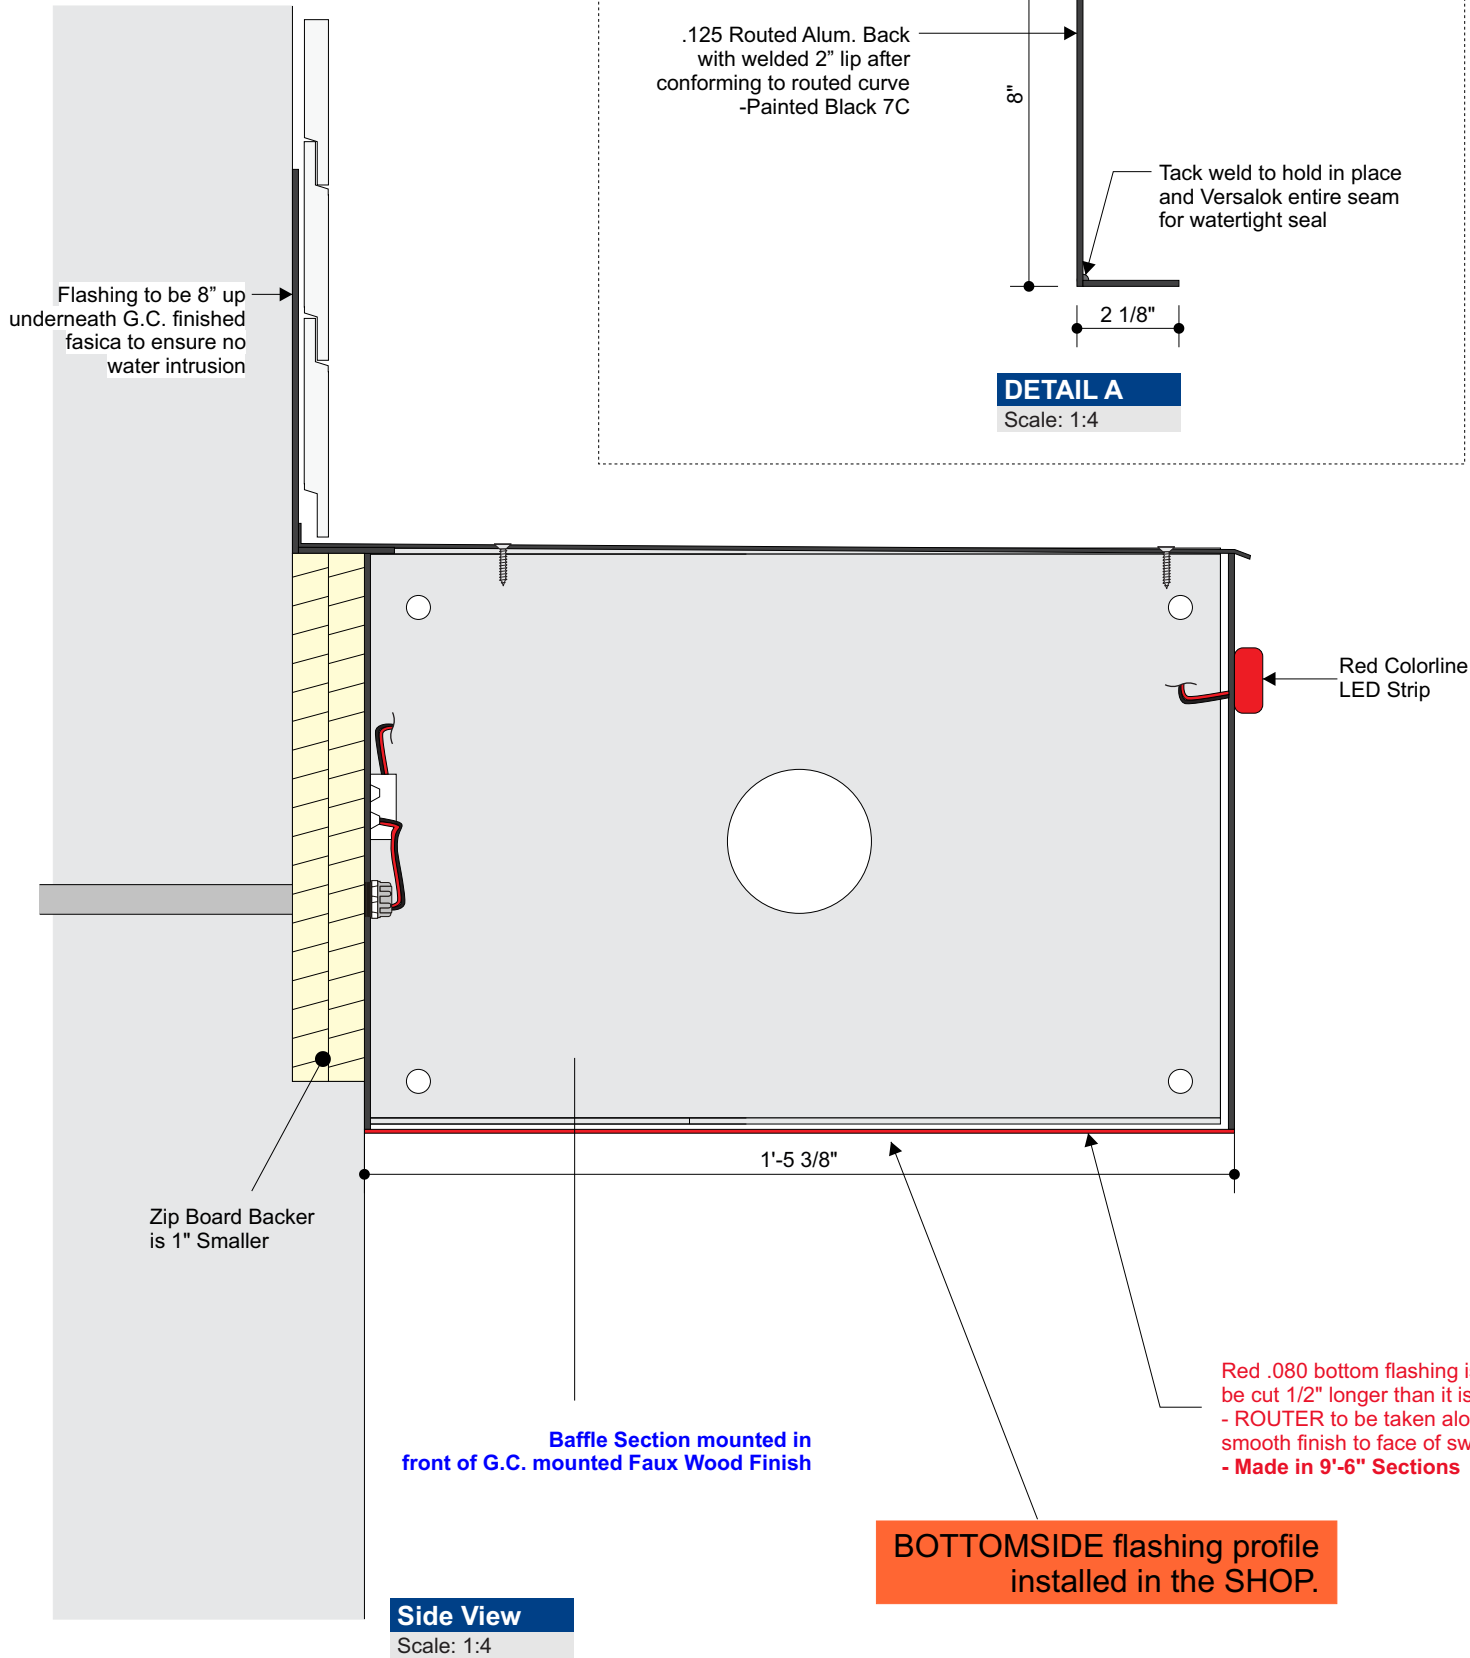 .125 Routed Alum. Back
with welded 2” lip after
conforming to routed curve
-Painted Black 7C
8"
Tack weld to hold in place
and Versalok entire seam
for watertight seal
2 1/8"
DETAIL A
Scale: 1:4
Flashing to be 8” up
underneath G.C. finished
fasica to ensure no
water intrusion
Red Colorline
LED Strip
1'-5 3/8"
Zip Board Backer
is 1" Smaller
Baffle Section mounted in
front of G.C. mounted Faux Wood Finish
Red .080 bottom flashing
be cut 1/2" longer than it is
- ROUTER to be taken
smooth finish to face of
- Made in 9'-6" Sections
BOTTOMSIDE flashing profile
installed in the SHOP.
Side View
Scale: 1:4